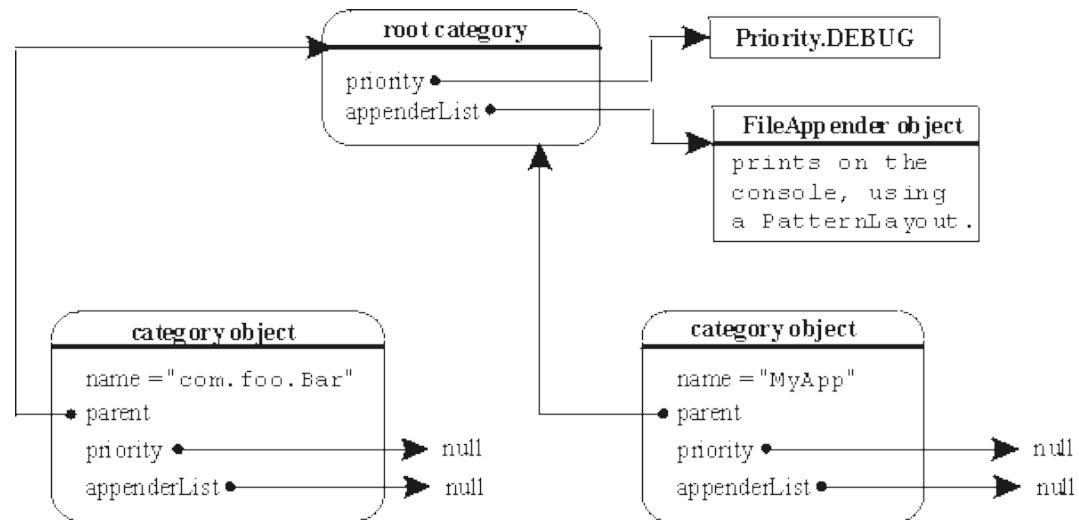 root category
priority
appenderList
Priority.DEBUG
FileAppender object
prints on the
console, using
a PatternLayout.
category object
name ="com.foo.Bar"
parent
priority
null
appenderList
null
category object
name ="MyApp"
parent
priority
null
appenderList
null